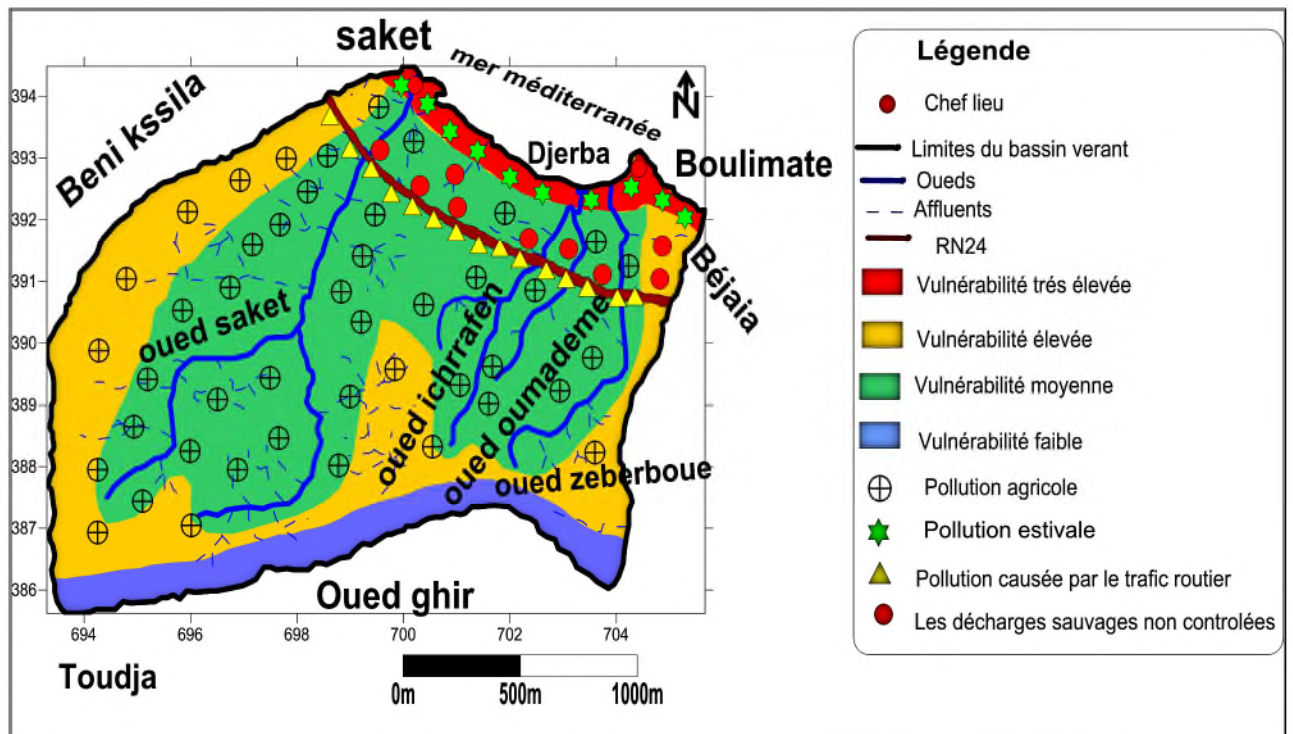 saket
mer méditerranée
N
Beni kssila
Djerba
Boulimate
Béjaia
oued saket
oued ichrrafen
oued oumademe
oued zeberboue
Oued ghir
Toudja
394
393
392
391
390
389
388
387
386
694
696
698
700
702
704
0m
500m
1000m
Légende
Chef lieu
Limites du bassin verant
Oueds
Affluents
RN24
Vulnérabilité trés élevée
Vulnérabilité élevée
Vulnérabilité moyenne
Vulnérabilité faible
Pollution agricole
Pollution estivale
Pollution causée par le trafic routier
Les décharges sauvages non controlées